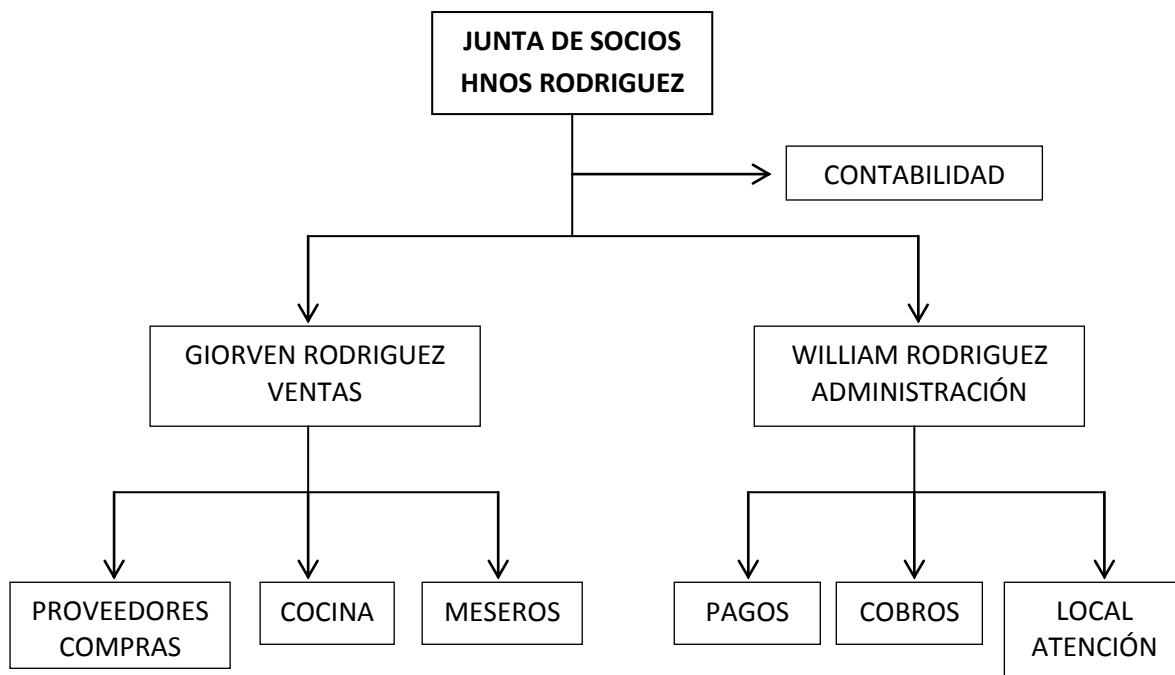 JUNTA DE SOCIOS
HNOS RODRIGUEZ
CONTABILIDAD
GIORVEN RODRIGUEZ
VENTAS
WILLIAM RODRIGUEZ
ADMINISTRACIÓN
PROVEEDORES
COMPRAS
COCINA
MESEROS
PAGOS
COBROS
LOCAL
ATENCIÓN